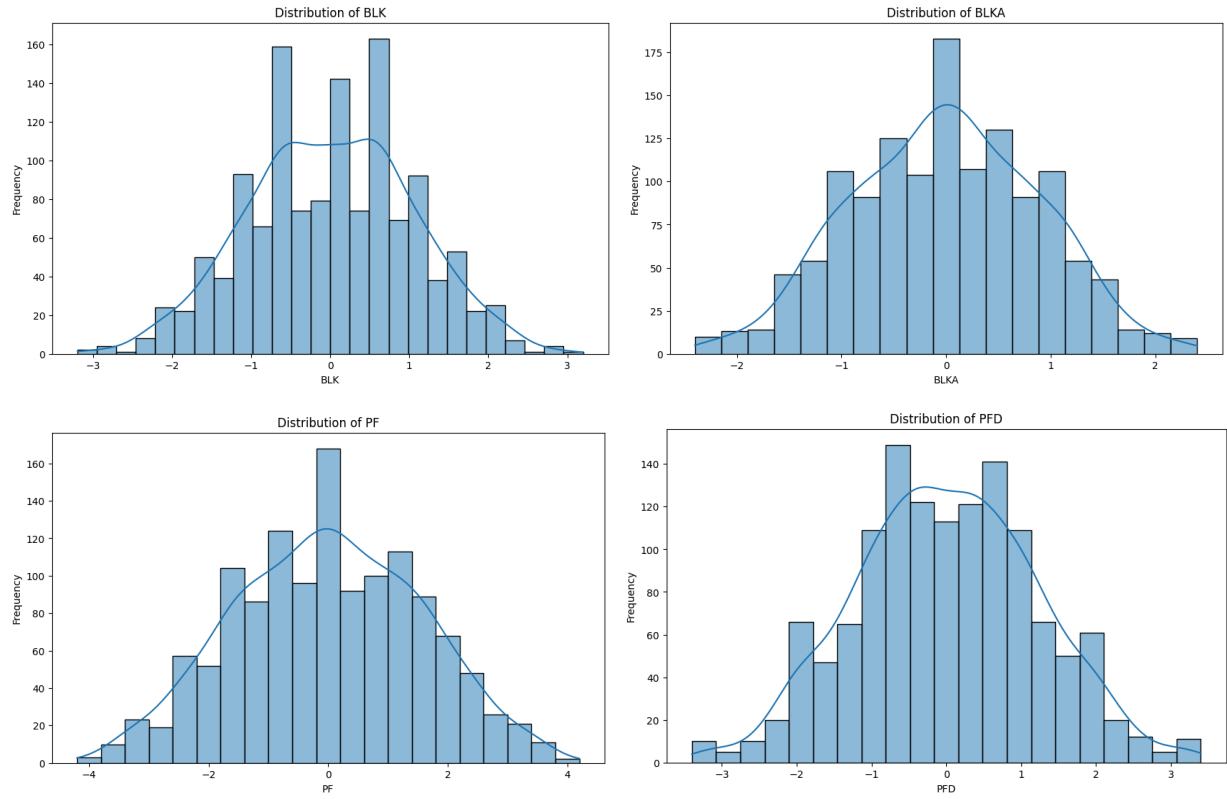 Distribution of BLK
160
140
120
100
80
60
40
20
0
Frequency
−3 −2 −1 0 1 2 3
BLK
Distribution of BLKA
175
150
125
100
75
50
25
0
Frequency
−2 −1 0 1 2
BLKA
Distribution of PF
160
140
120
100
80
60
40
20
0
Frequency
−4 −2 0 2 4
PF
Distribution of PFD
140
120
100
80
60
40
20
0
Frequency
−3 −2 −1 0 1 2 3
PFD